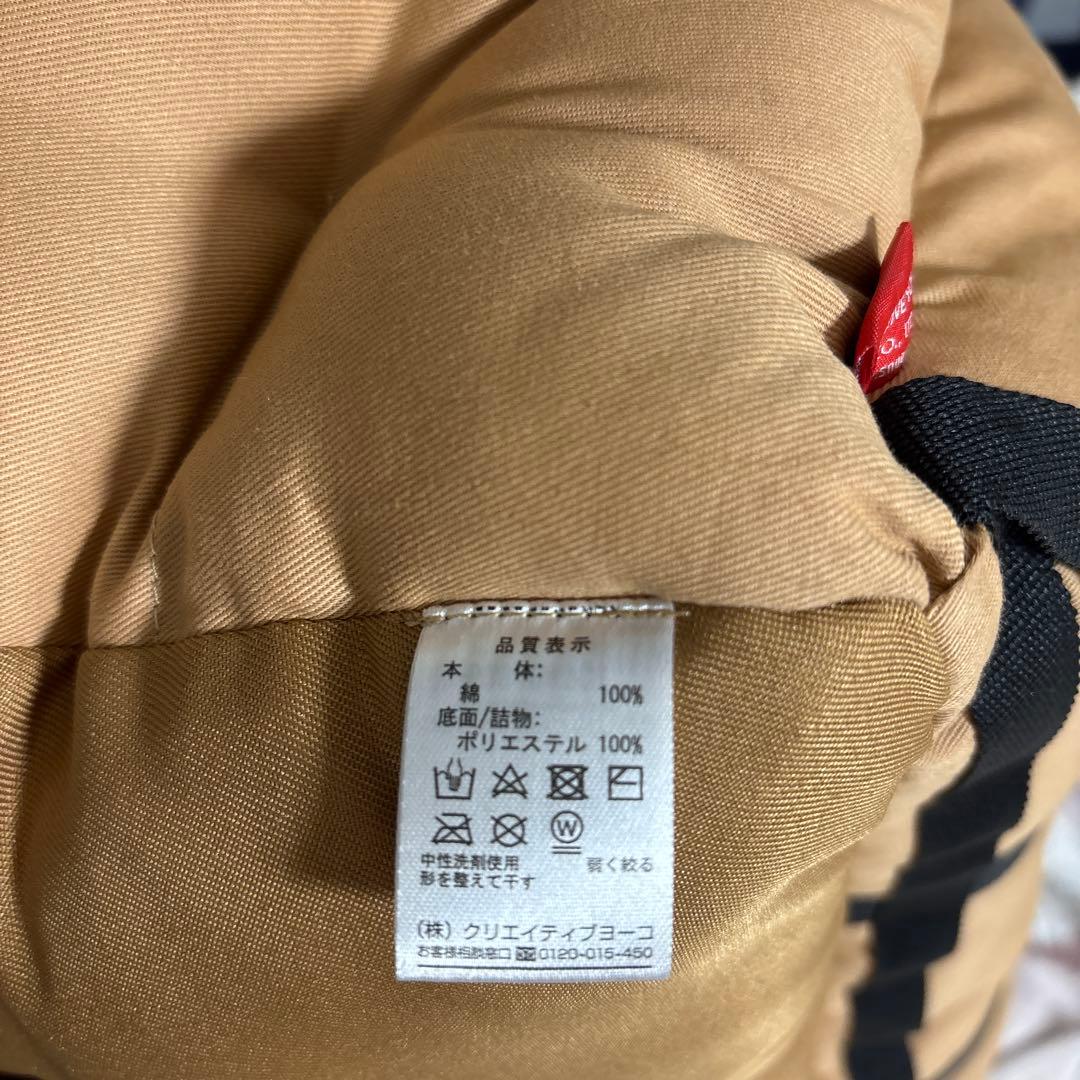 品質表示
本 体:
綿 100%
底面/詰物:
ポリエステル 100%
W
中性洗剤使用 弱く絞る
形を整えて干す
(株)クリエイティブヨーコ
お客様相談窓口 0120-015-450